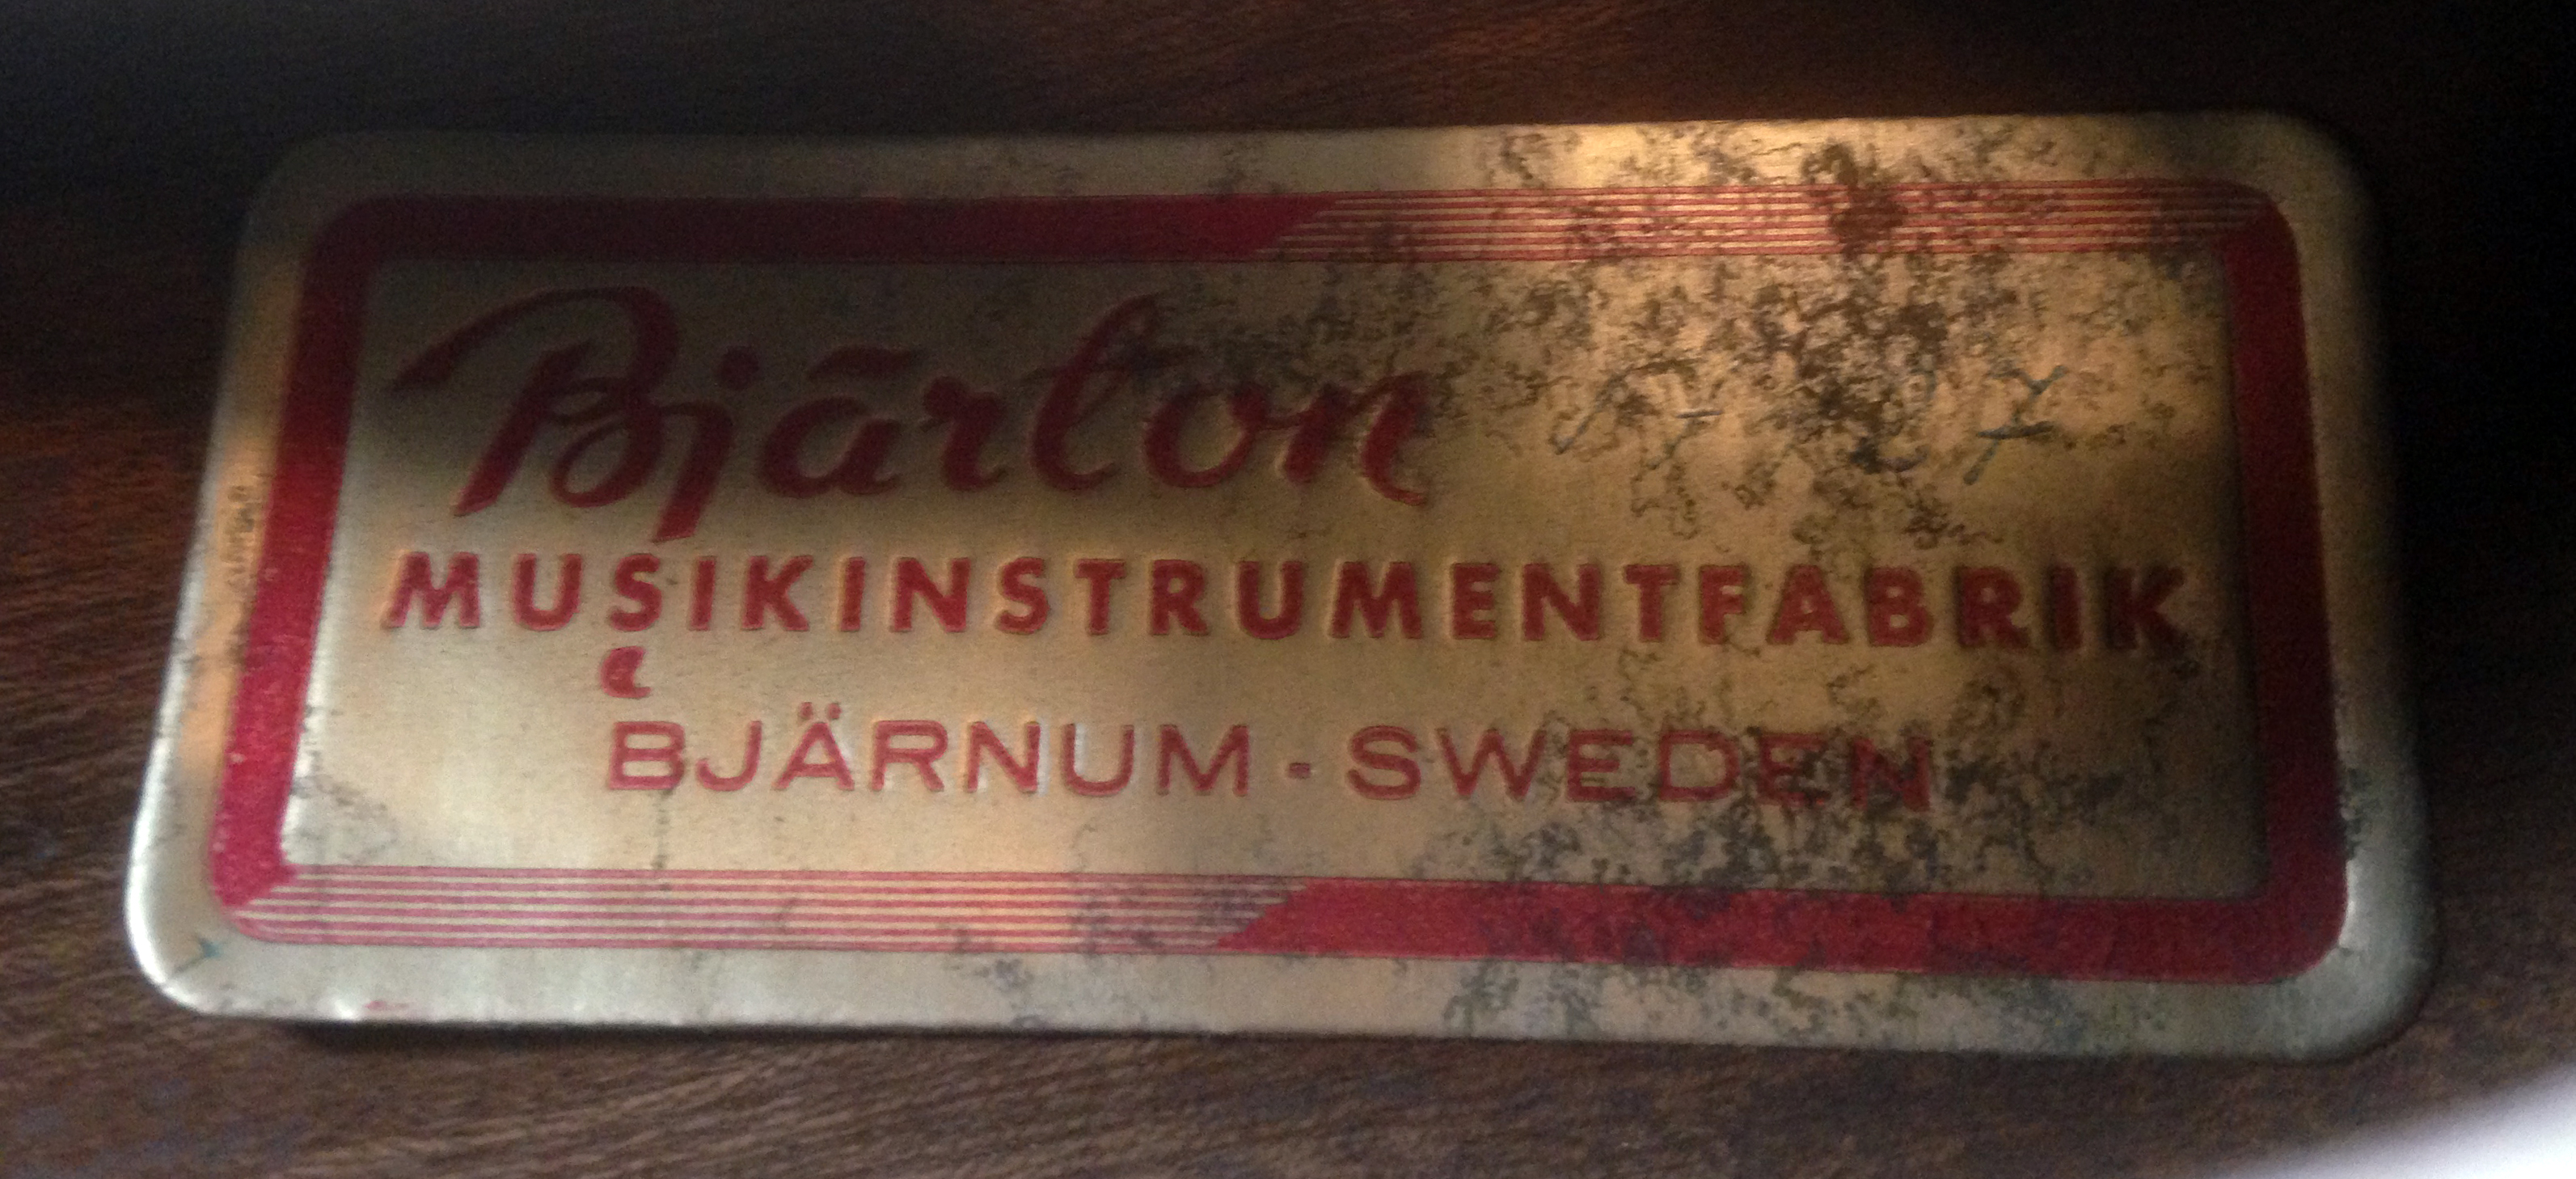 Bjärton
MUSIKINSTRUMENTFABRIK
a
BJÄRNUM - SWEDEN